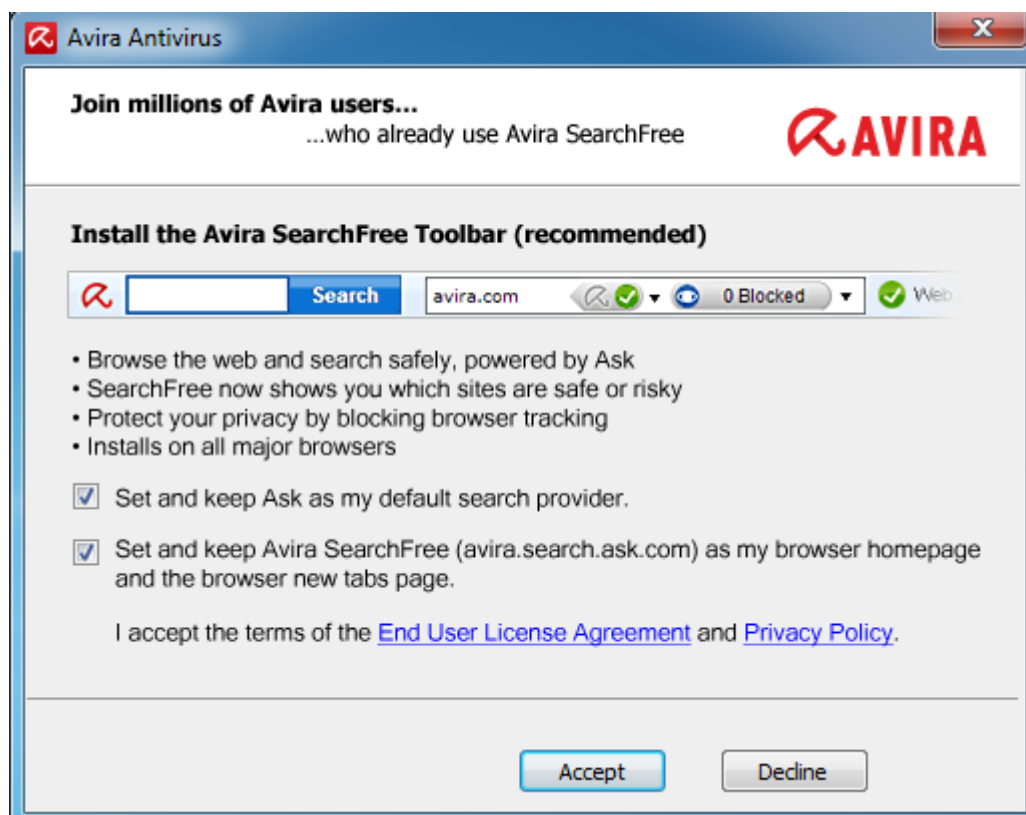 Avira Antivirus
Join millions of Avira users...
...who already use Avira SearchFree
AVIRA
Install the Avira SearchFree Toolbar (recommended)
Search
avira.com
0 Blocked
Web
• Browse the web and search safely, powered by Ask
• SearchFree now shows you which sites are safe or risky
• Protect your privacy by blocking browser tracking
• Installs on all major browsers
Set and keep Ask as my default search provider.
Set and keep Avira SearchFree (avira.search.ask.com) as my browser homepage
and the browser new tabs page.
I accept the terms of the End User License Agreement and Privacy Policy.
Accept
Decline